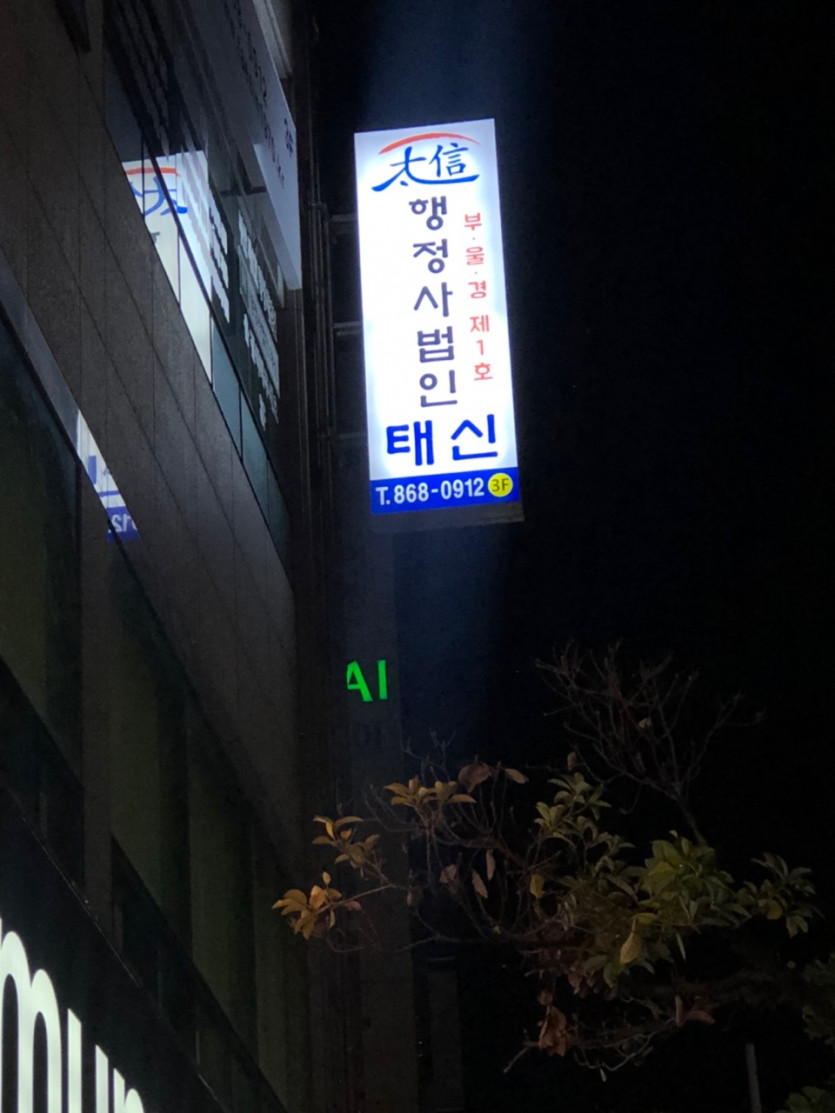 太信
행정사법인
부·울·경 제1호
태신
T.868-0912 3F
AI
mun